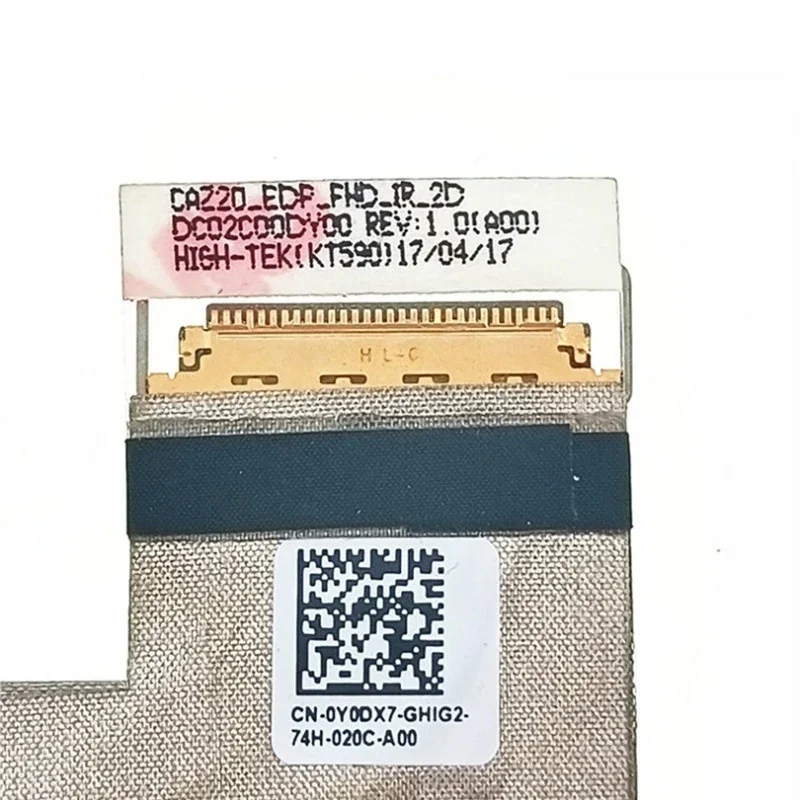 CAZ20_EDP_FHD_IR_2D
DC02C00DY00 REV:1.0(A00)
HIGH-TEK(KT590)17/04/17
H L-C
CN-0Y0DX7-GHIG2-
74H-020C-A00